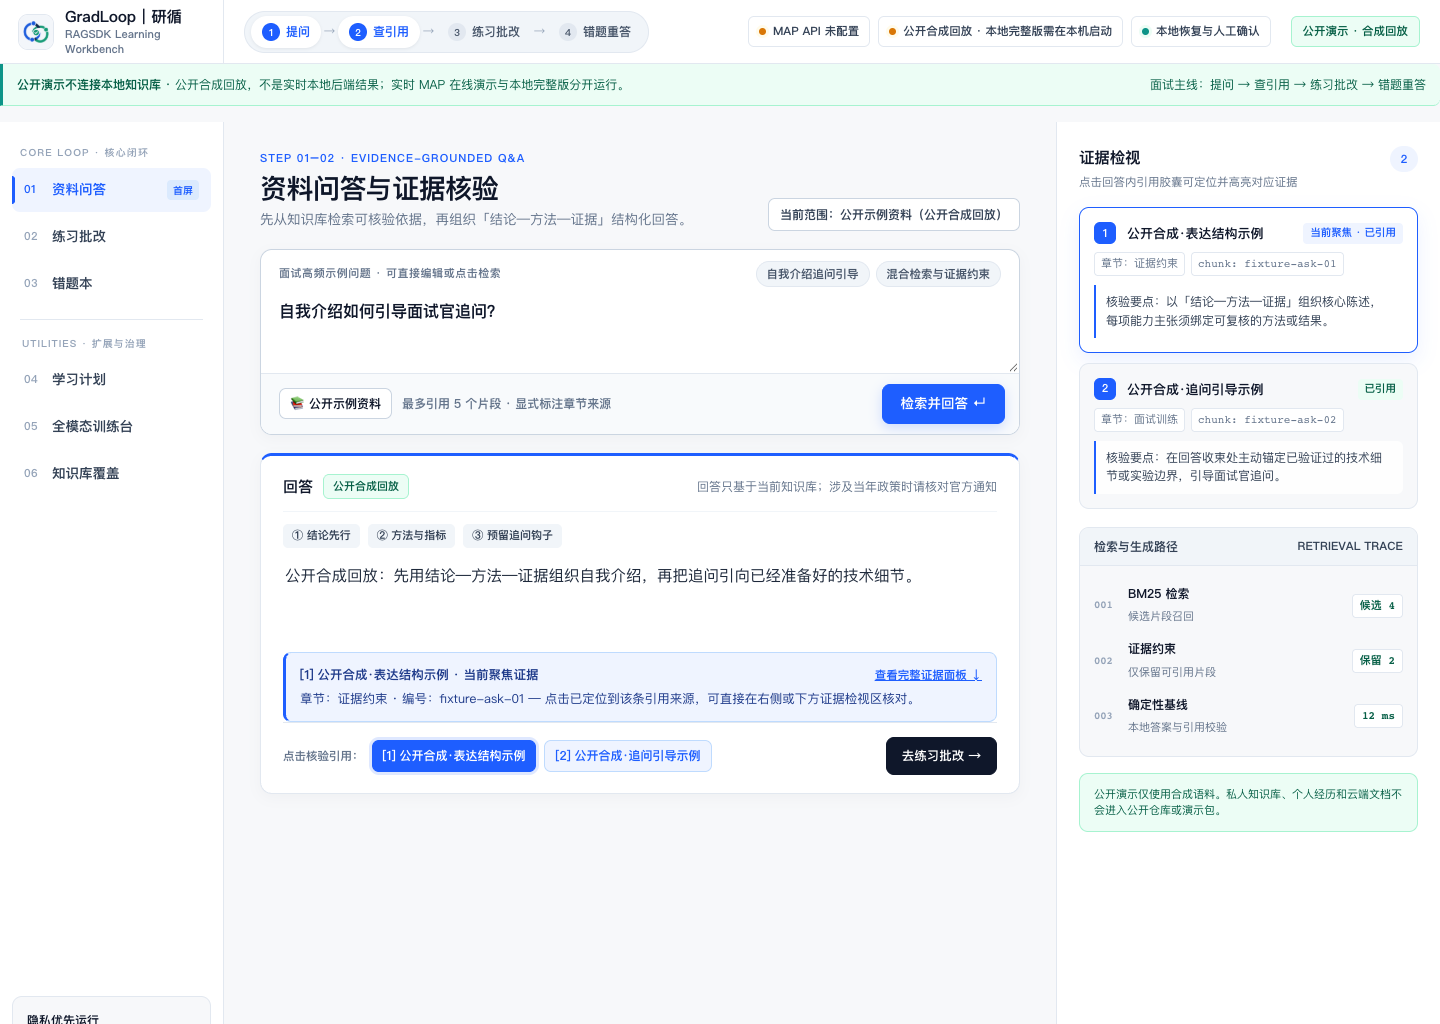 GradLoop｜研循
RAGSDK Learning
Workbench
1 提问 → 2 查引用 → 3 练习批改 → 4 错题重答
MAP API 未配置
公开合成回放 · 本地完整版需在本机启动
本地恢复与人工确认
公开演示 · 合成回放
公开演示不连接本地知识库 · 公开合成回放，不是实时本地后端结果；实时 MAP 在线演示与本地完整版分开运行。
面试主线：提问 → 查引用 → 练习批改 → 错题重答
CORE LOOP · 核心闭环
01 资料问答 首屏
02 练习批改
03 错题本
UTILITIES · 扩展与治理
04 学习计划
05 全模态训练台
06 知识库覆盖
隐私优先运行
STEP 01—02 · EVIDENCE-GROUNDED Q&A
资料问答与证据核验
先从知识库检索可核验依据，再组织「结论—方法—证据」结构化回答。
当前范围：公开示例资料（公开合成回放）
面试高频示例问题 · 可直接编辑或点击检索
自我介绍追问引导
混合检索与证据约束
自我介绍如何引导面试官追问？
📚 公开示例资料
最多引用 5 个片段 · 显式标注章节来源
检索并回答 ↵
回答 公开合成回放
回答只基于当前知识库；涉及当年政策时请核对官方通知
① 结论先行
② 方法与指标
③ 预留追问钩子
公开合成回放：先用结论—方法—证据组织自我介绍，再把追问引向已经准备好的技术细节。
[1] 公开合成·表达结构示例 · 当前聚焦证据
查看完整证据面板 ↓
章节：证据约束 · 编号：fixture-ask-01 — 点击已定位到该条引用来源，可直接在右侧或下方证据检视区核对。
点击核验引用：
[1] 公开合成·表达结构示例
[2] 公开合成·追问引导示例
去练习批改 →
证据检视
2
点击回答内引用胶囊可定位并高亮对应证据
1 公开合成·表达结构示例 当前聚焦 · 已引用
章节：证据约束
chunk: fixture-ask-01
核验要点：以「结论—方法—证据」组织核心陈述，
每项能力主张须绑定可复核的方法或结果。
2 公开合成·追问引导示例 已引用
章节：面试训练
chunk: fixture-ask-02
核验要点：在回答收束处主动锚定已验证过的技术细
节或实验边界，引导面试官追问。
检索与生成路径 RETRIEVAL TRACE
001 BM25 检索
候选片段召回
候选 4
002 证据约束
仅保留可引用片段
保留 2
003 确定性基线
本地答案与引用校验
12 ms
公开演示仅使用合成语料。私人知识库、个人经历和云端文档不
会进入公开仓库或演示包。